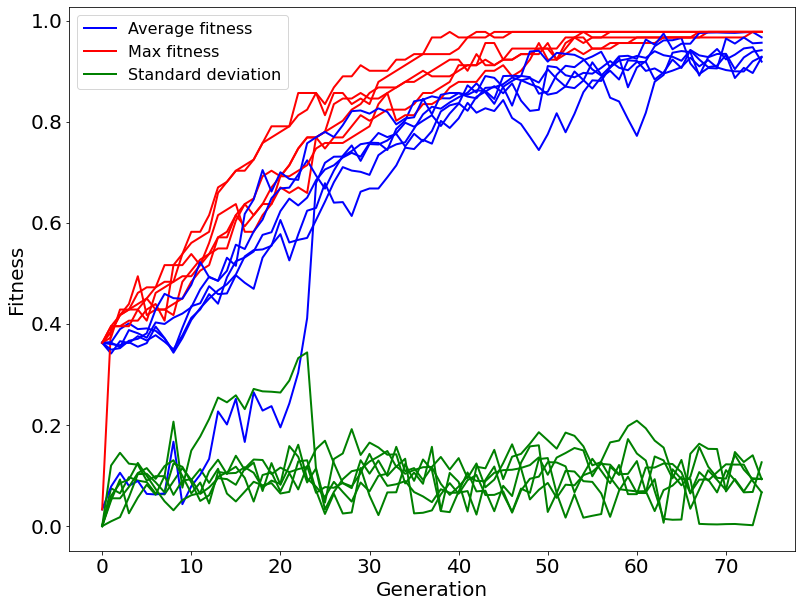 Average fitness
Max fitness
Standard deviation
1.0
0.8
0.6
0.4
0.2
0.0
Fitness
0 10 20 30 40 50 60 70
Generation